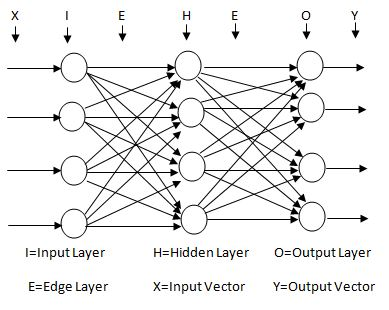 X I E H E O Y
I=Input Layer H=Hidden Layer O=Output Layer
E=Edge Layer X=Input Vector Y=Output Vector